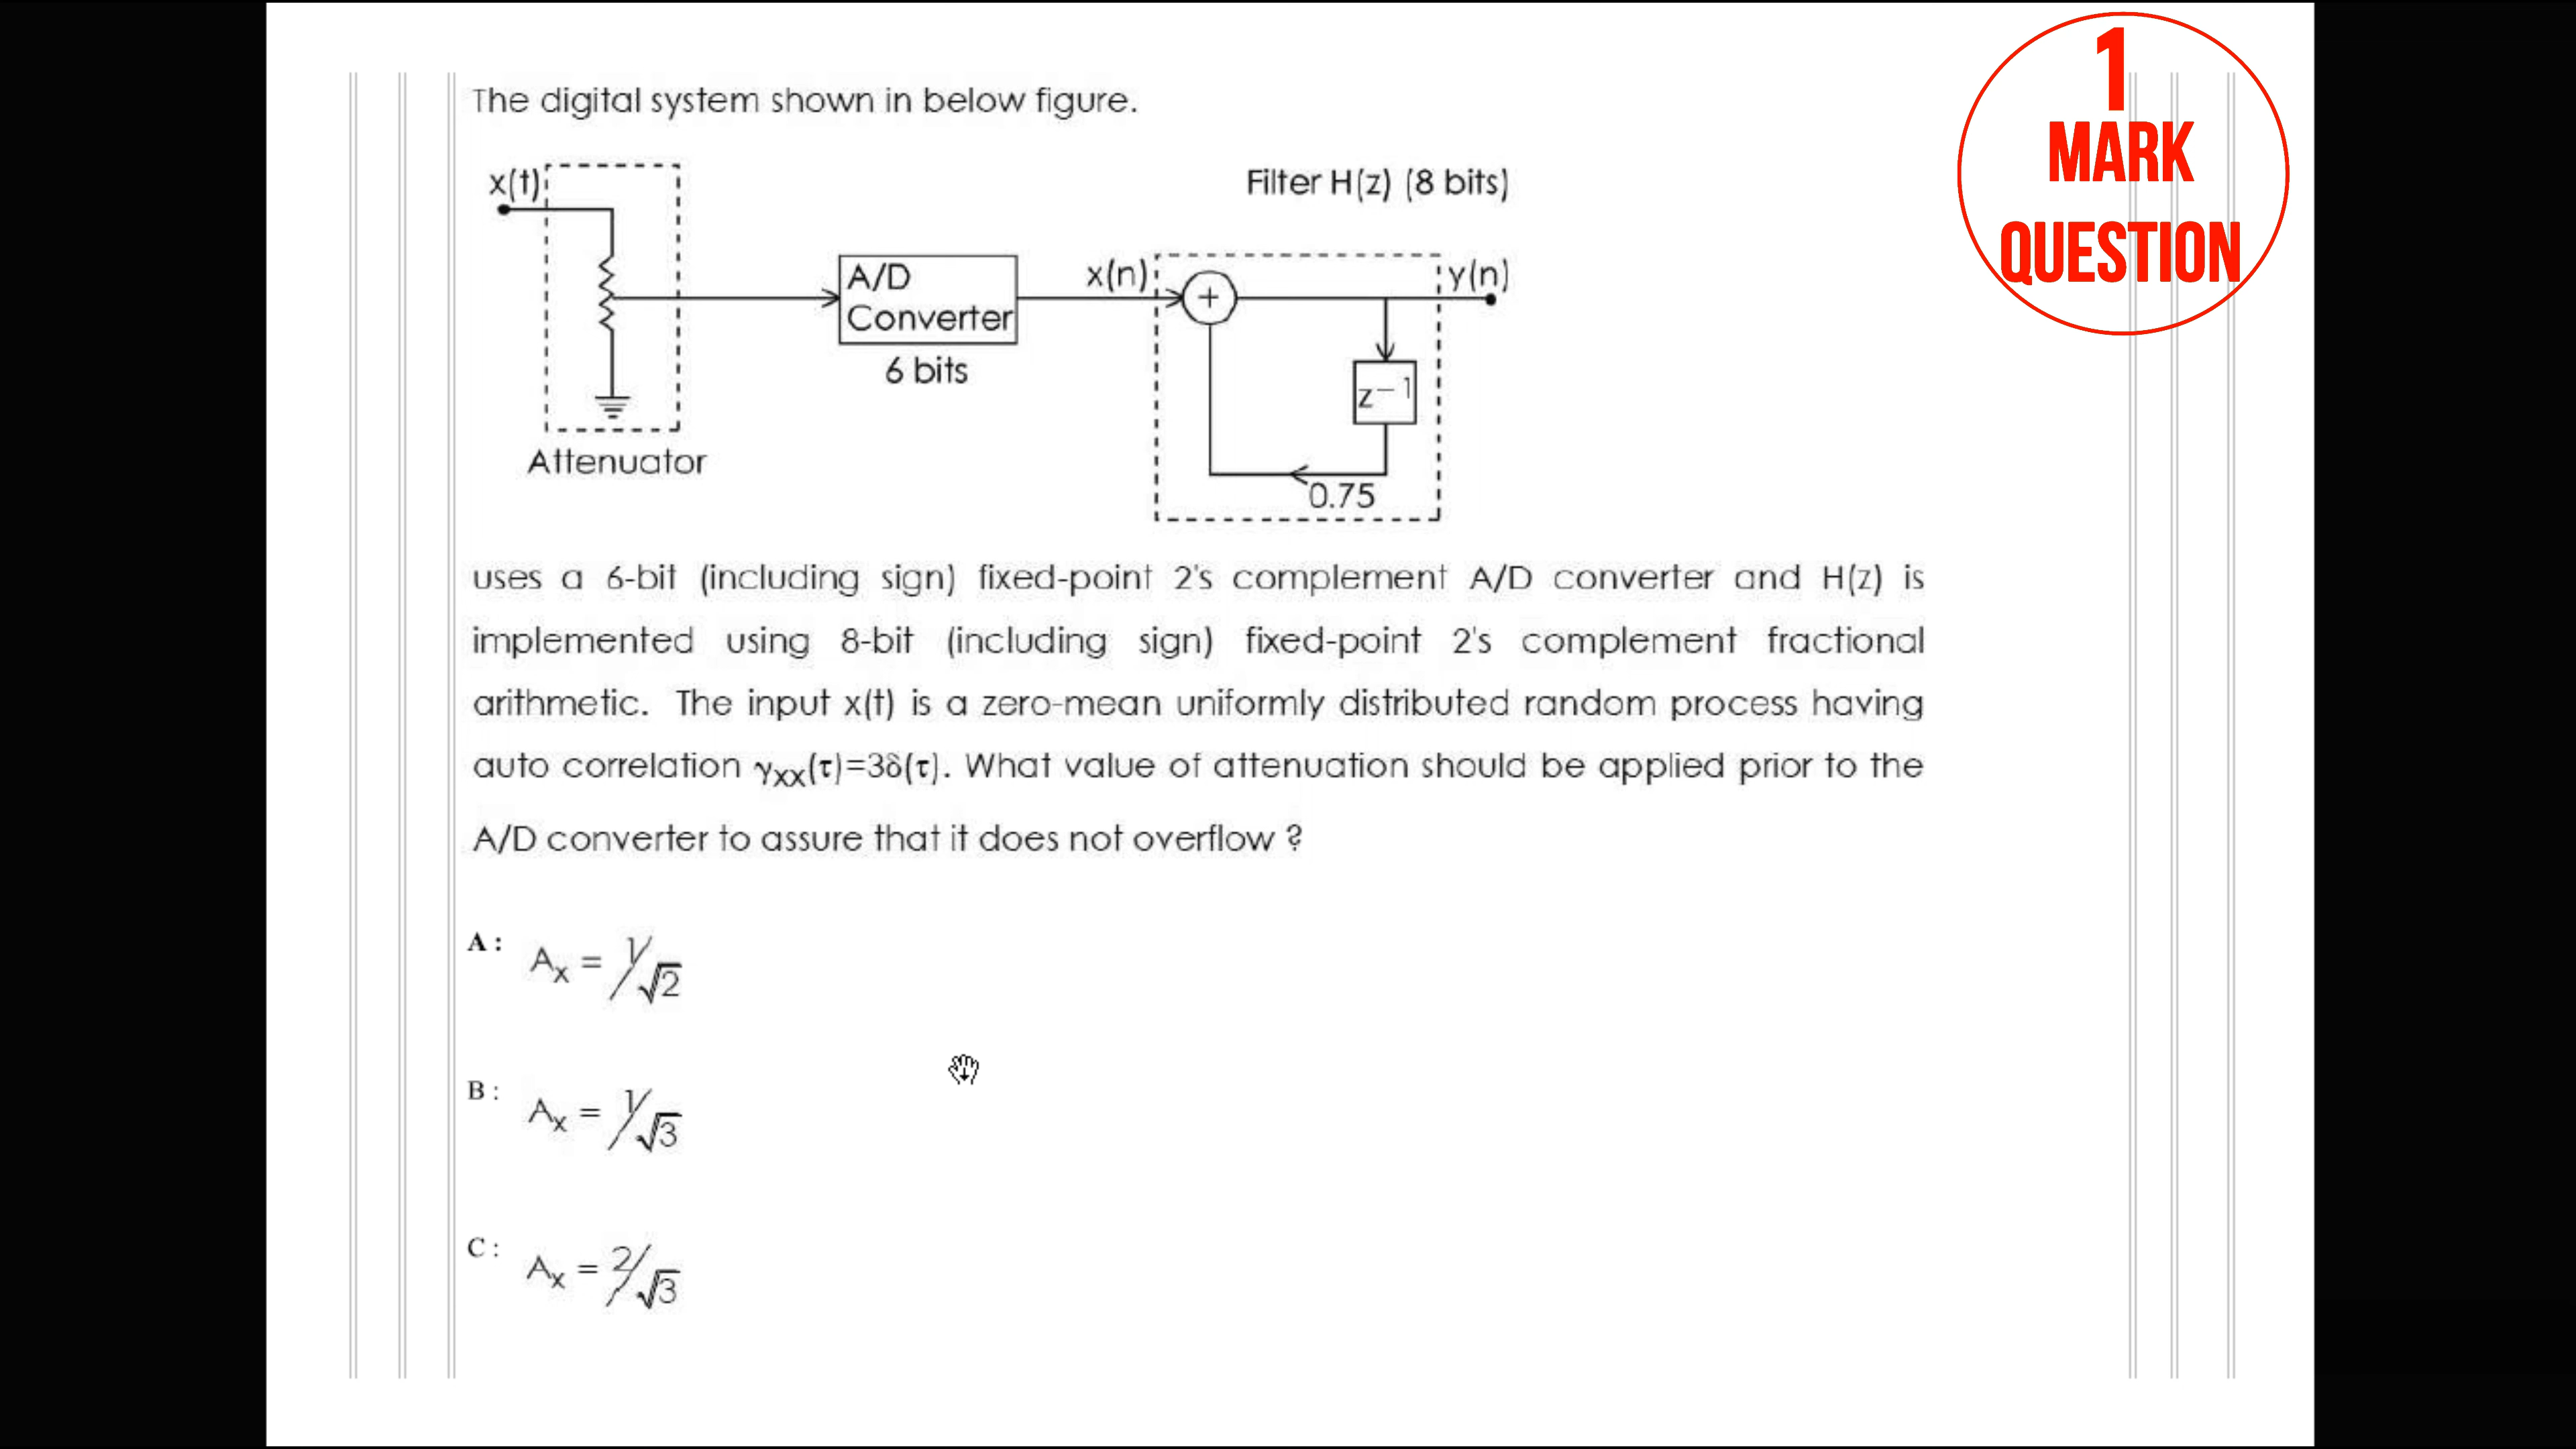 1
MARK
QUESTION
The digital system shown in below figure.
x(t)
Filter H(z) (8 bits)
A/D
Converter
x(n)
+
y(n)
6 bits
z⁻¹
Attenuator
0.75
uses a 6-bit (including sign) fixed-point 2's complement A/D converter and H(z) is
implemented using 8-bit (including sign) fixed-point 2's complement fractional
arithmetic. The input x(t) is a zero-mean uniformly distributed random process having
auto correlation γxx(τ)=3δ(τ). What value of attenuation should be applied prior to the
A/D converter to assure that it does not overflow ?
A : Ax = 1/√2
B : Ax = 1/√3
C : Ax = 2/√3